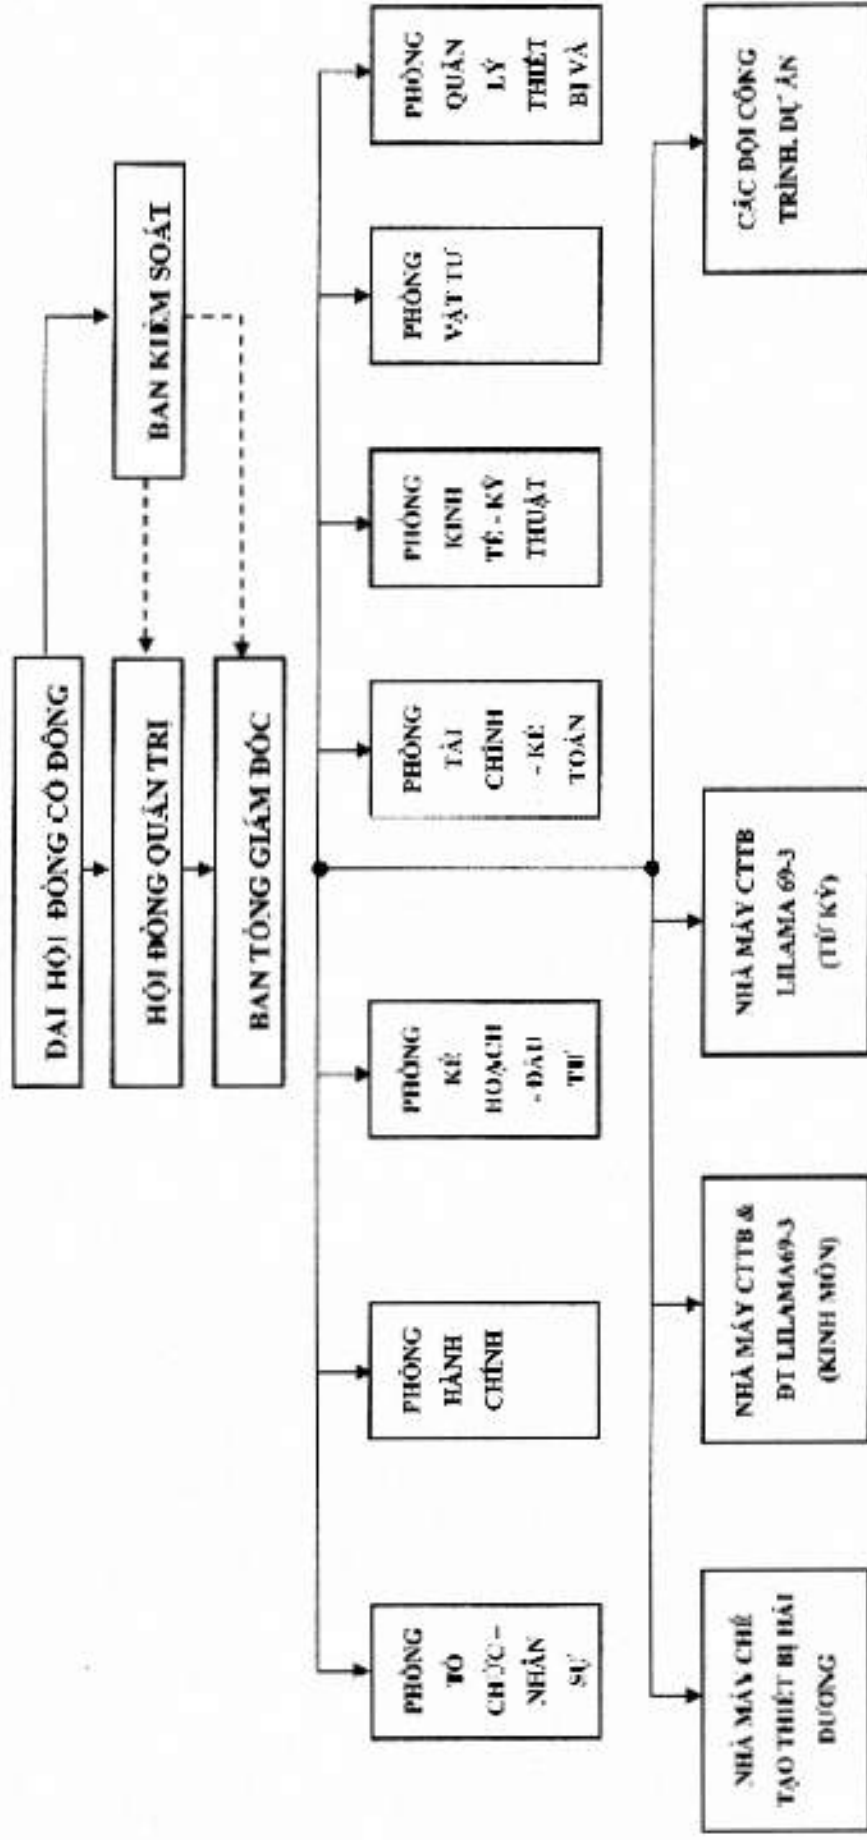 ĐẠI HỘI ĐỒNG CỔ ĐÔNG
HỘI ĐỒNG QUẢN TRỊ
BAN KIỂM SOÁT
BAN TỔNG GIÁM ĐỐC
PHÒNG
TỔ
CHỨC –
NHÂN
SỰ
PHÒNG
HÀNH
CHÍNH
PHÒNG
KẾ
HOẠCH
- ĐẦU
TƯ
PHÒNG
TÀI
CHÍNH
- KẾ
TOÁN
PHÒNG
KINH
TẾ - KỸ
THUẬT
PHÒNG
VẬT TƯ
PHÒNG
QUẢN
LÝ
THIẾT
BỊ VÀ
NHÀ MÁY CHẾ
TẠO THIẾT BỊ HẢI
DƯƠNG
NHÀ MÁY CTTB &
ĐT LILAMA69-3
(KINH MÔN)
NHÀ MÁY CTTB
LILAMA 69-3
(TỨ KỲ)
CÁC ĐỘI CÔNG
TRÌNH, DỰ ÁN